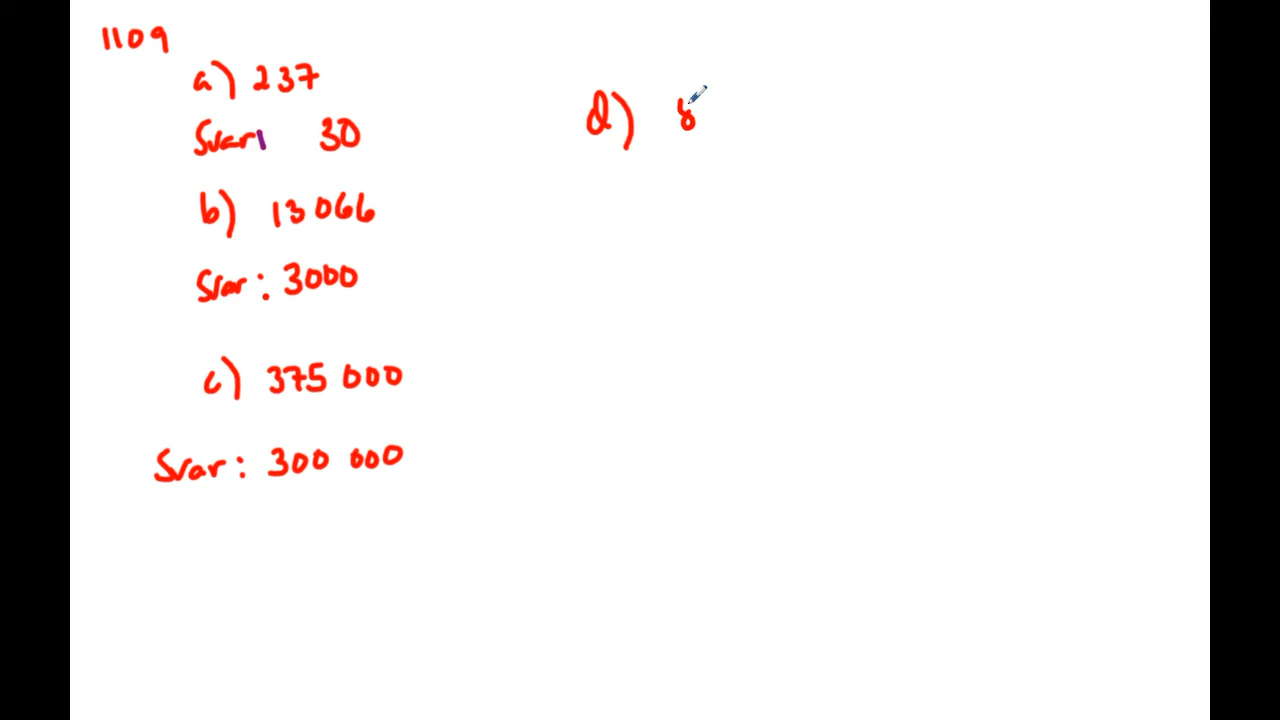 1109
a) 237
Svar 30
b) 13 066
Svar: 3000
c) 375 000
Svar: 300 000
d) 8